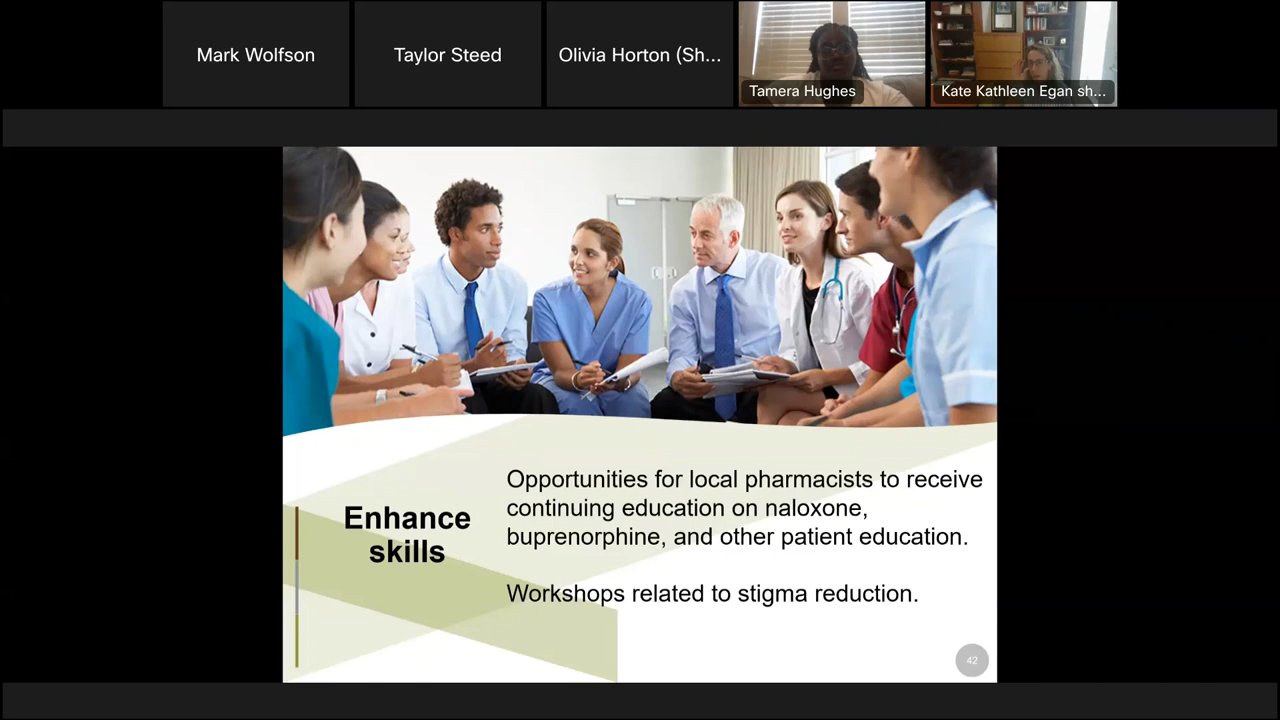 Mark Wolfson
Taylor Steed
Olivia Horton (Sh...
Tamera Hughes
Kate Kathleen Egan sh...
Enhance
skills
Opportunities for local pharmacists to receive
continuing education on naloxone,
buprenorphine, and other patient education.
Workshops related to stigma reduction.
42